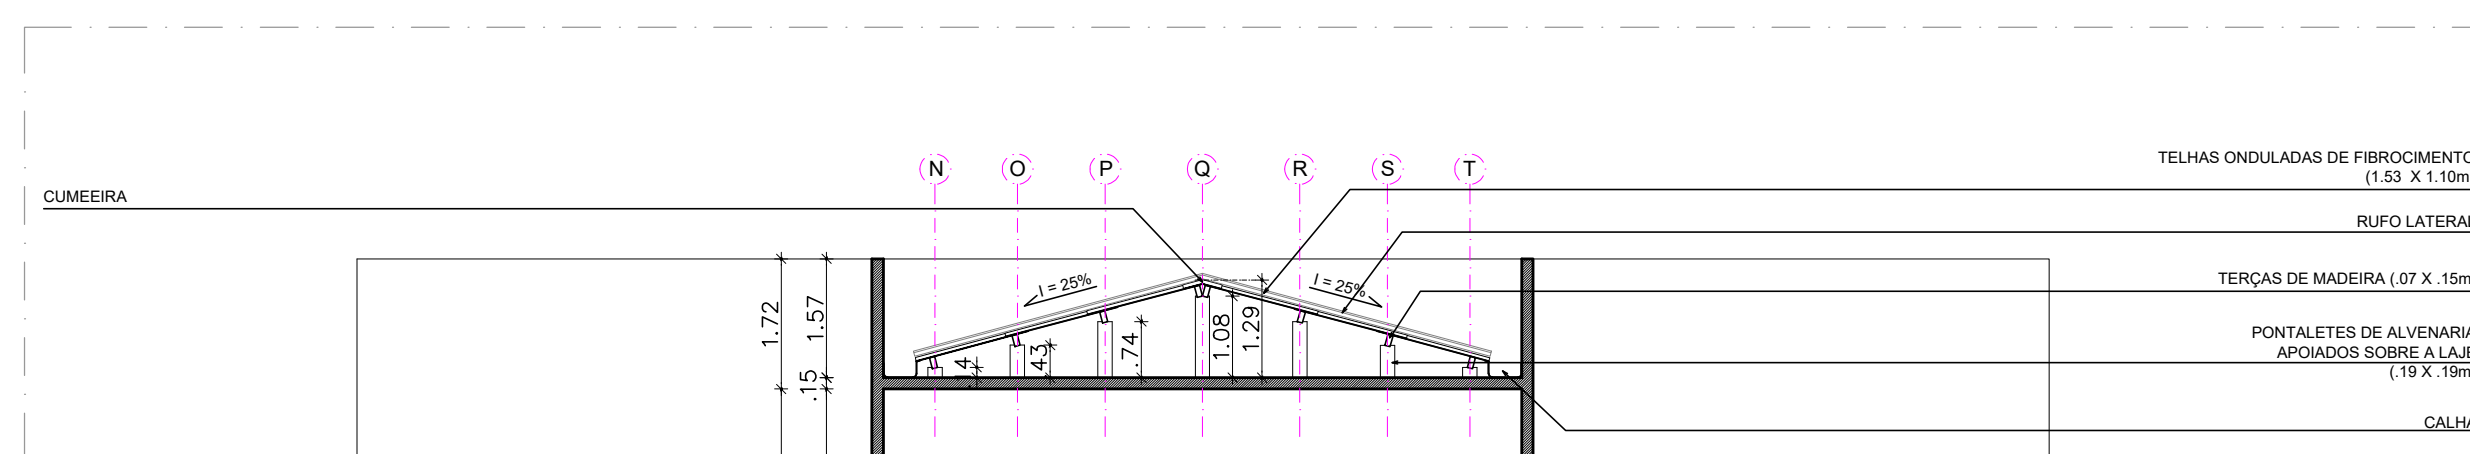 N O P Q R S T
TELHAS ONDULADAS DE FIBROCIMENTO
(1.53 X 1.10m
CUMEEIRA
RUFO LATERAL
I = 25%
I = 25%
TERÇAS DE MADEIRA (.07 X .15m
1.72
1.57
.15
.14
.43
.74
1.08
1.29
PONTALETES DE ALVENARIA
APOIADOS SOBRE A LAJE
(.19 X .19m
CALHA